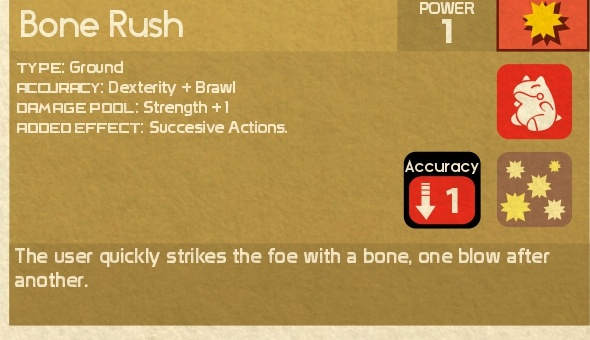 Bone Rush
POWER
1
TYPE: Ground
ACCURACY: Dexterity + Brawl
DAMAGE POOL: Strength +1
ADDED EFFECT: Succesive Actions.
Accuracy
1
The user quickly strikes the foe with a bone, one blow after
another.